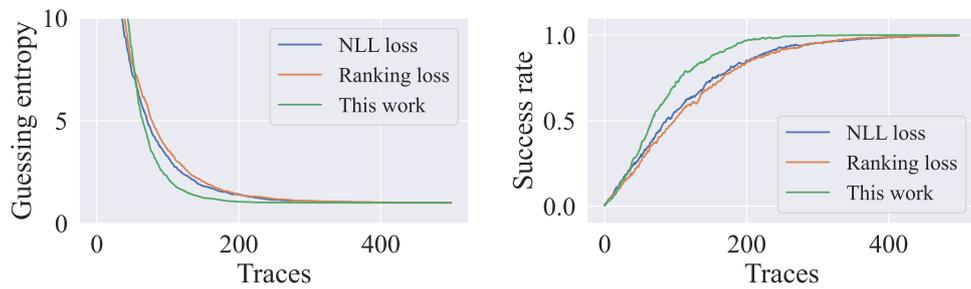 Guessing entropy
10
5
0
NLL loss
Ranking loss
This work
0
200
400
Traces
Success rate
1.0
0.5
0.0
NLL loss
Ranking loss
This work
0
200
400
Traces